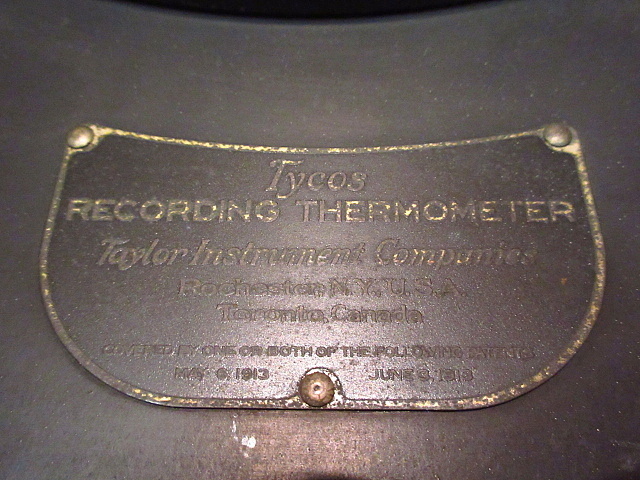 Tycos
RECORDING THERMOMETER
Taylor Instrument Companies
Rochester, N.Y., U.S.A.
Toronto, Canada
COVERED BY ONE OR BOTH OF THE FOLLOWING PATENTS
MAY 6, 1913 JUNE 3, 1913